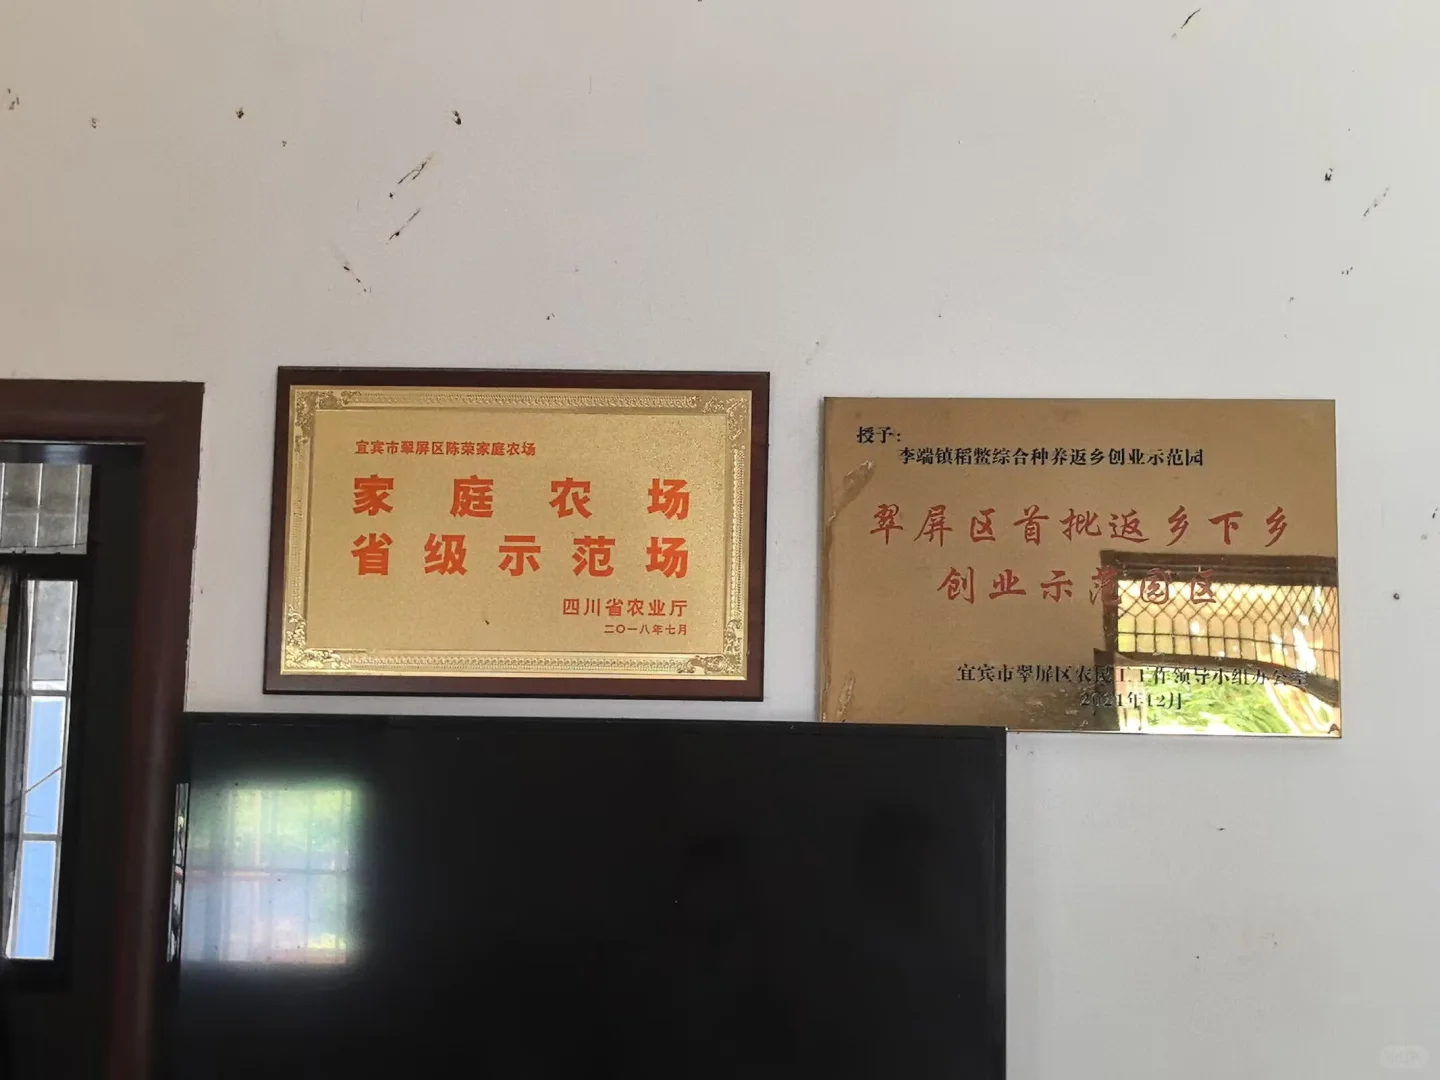 宜宾市翠屏区陈荣家庭农场
家庭农场
省级示范场
四川省农业厅
二〇一八年七月
授予：
李端镇稻蟹综合种养返乡创业示范园
翠屏区首批返乡下乡
创业示范园区
宜宾市翠屏区农民工工作领导小组办公室
2021年12月